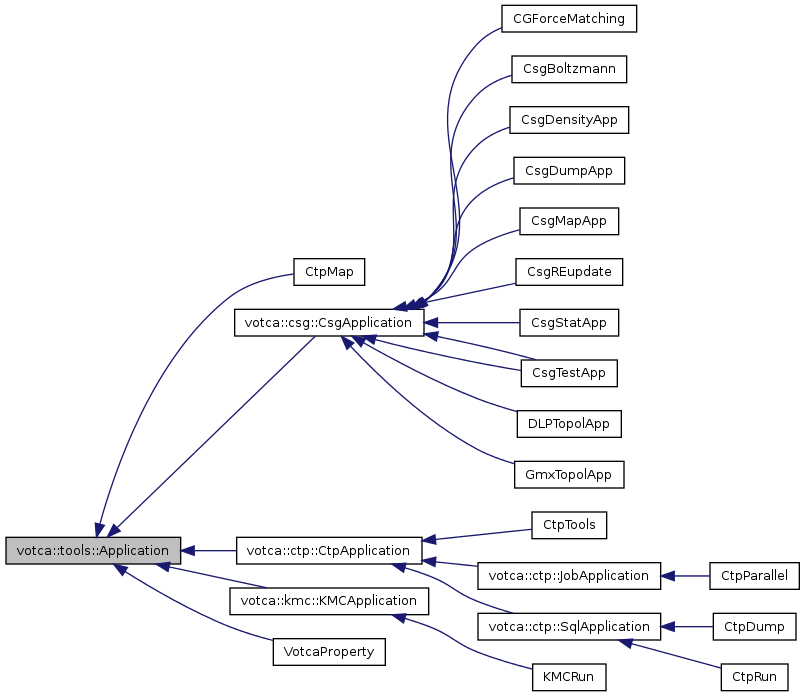 CGForceMatching
CsgBoltzmann
CsgDensityApp
CsgDumpApp
CsgMapApp
CtpMap
CsgREupdate
votca::csg::CsgApplication
CsgStatApp
CsgTestApp
DLPTopolApp
GmxTopolApp
CtpTools
votca::tools::Application
votca::ctp::CtpApplication
votca::ctp::JobApplication
CtpParallel
votca::kmc::KMCApplication
votca::ctp::SqlApplication
CtpDump
VotcaProperty
KMCRun
CtpRun